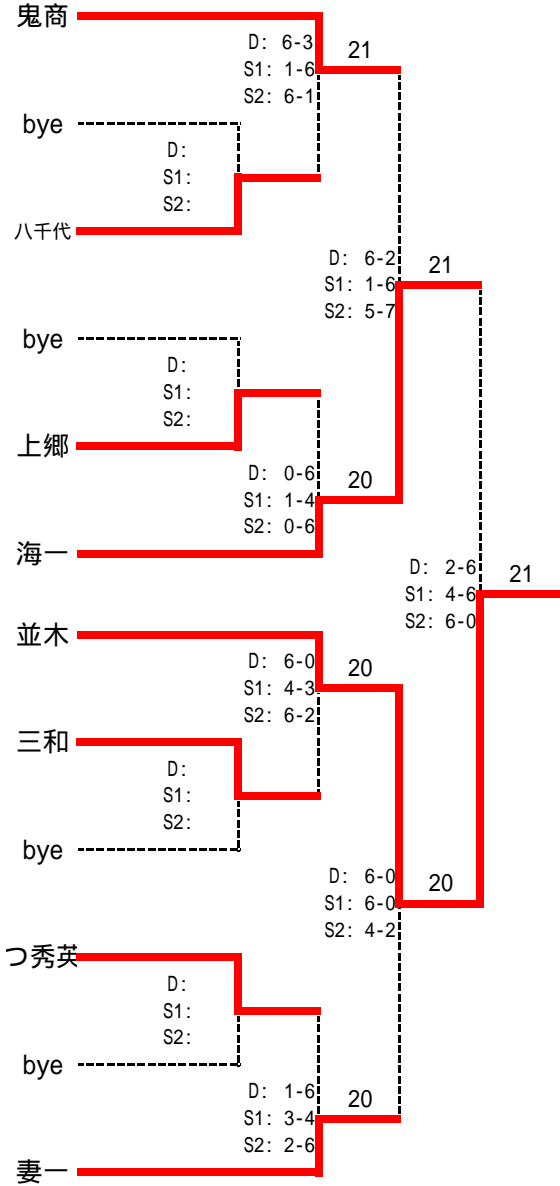 鬼商
D: 6-3
21
S1: 1-6
S2: 6-1
bye
D:
S1:
S2:
八千代
D: 6-2
21
S1: 1-6
S2: 5-7
bye
D:
S1:
S2:
上郷
D: 0-6
20
S1: 1-4
S2: 0-6
海一
D: 2-6
21
S1: 4-6
S2: 6-0
並木
D: 6-0
20
S1: 4-3
S2: 6-2
三和
D:
S1:
S2:
bye
D: 6-0
20
S1: 6-0
S2: 4-2
つ秀英
D:
S1:
S2:
bye
D: 1-6
20
S1: 3-4
S2: 2-6
妻一